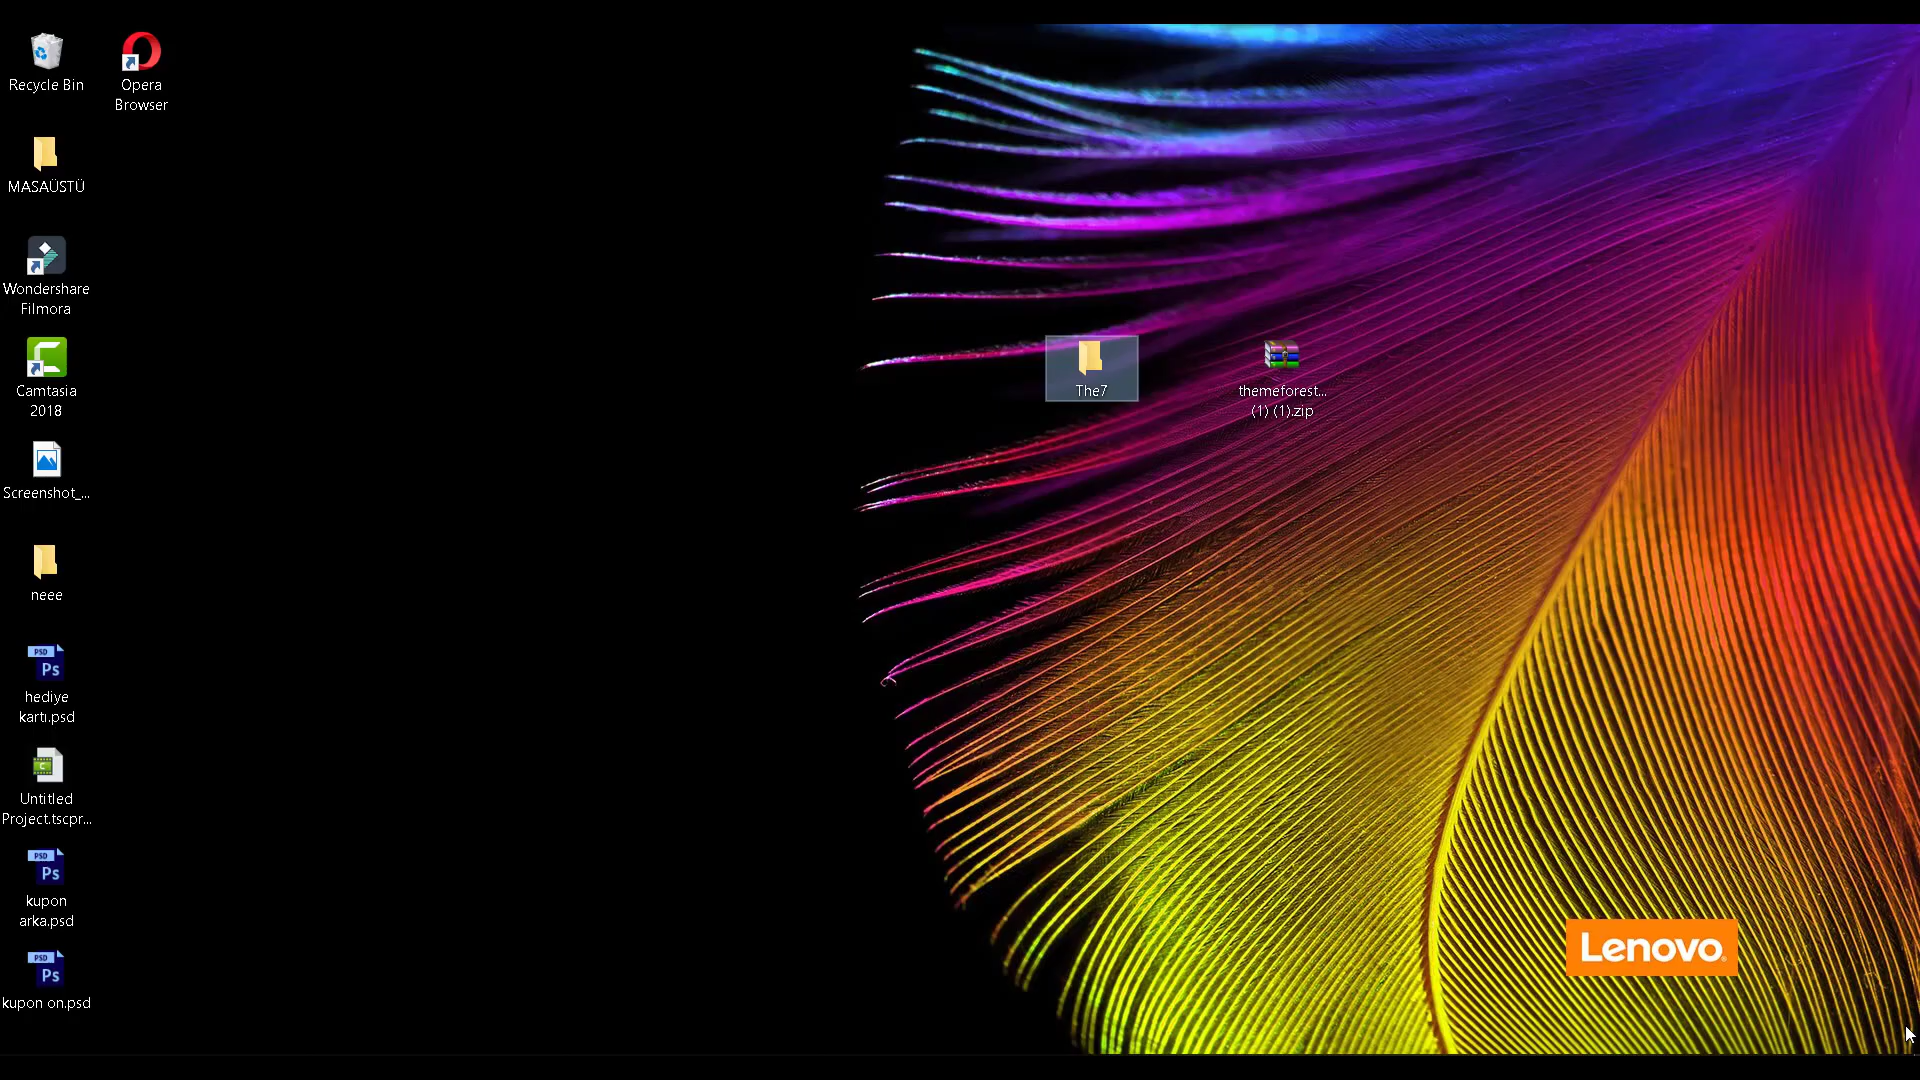 Recycle Bin
Opera
Browser
MASAÜSTÜ
Wondershare
Filmora
Camtasia
2018
Screenshot_...
neee
PSD
Ps
hediye
kartı.psd
C
Untitled
Project.tscpr...
PSD
Ps
kupon
arka.psd
PSD
Ps
kupon on.psd
The7
themeforest...
(1) (1).zip
Lenovo